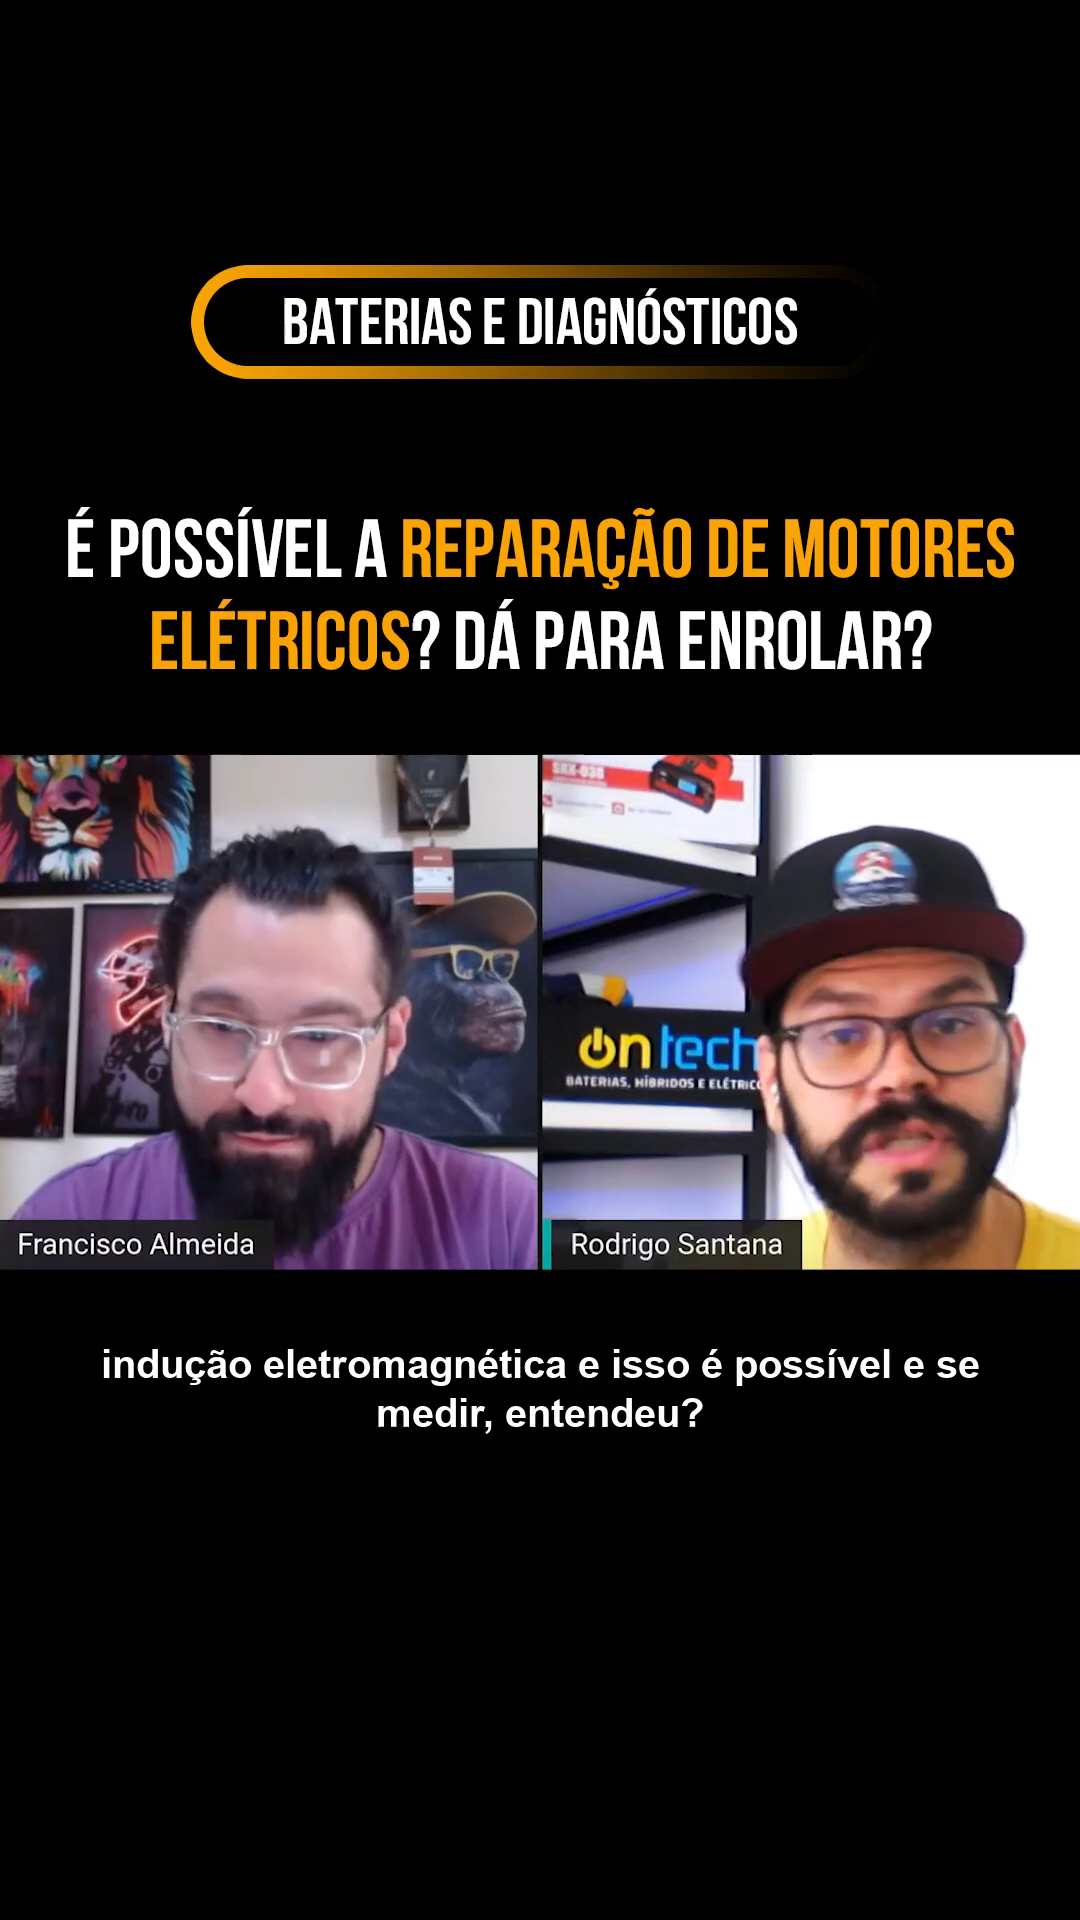 BATERIAS E DIAGNÓSTICOS
É POSSÍVEL A REPARAÇÃO DE MOTORES
ELÉTRICOS? DÁ PARA ENROLAR?
ontech
BATERIAS, HÍBRIDOS E ELÉTRICO
Francisco Almeida
Rodrigo Santana
indução eletromagnética e isso é possível e se
medir, entendeu?